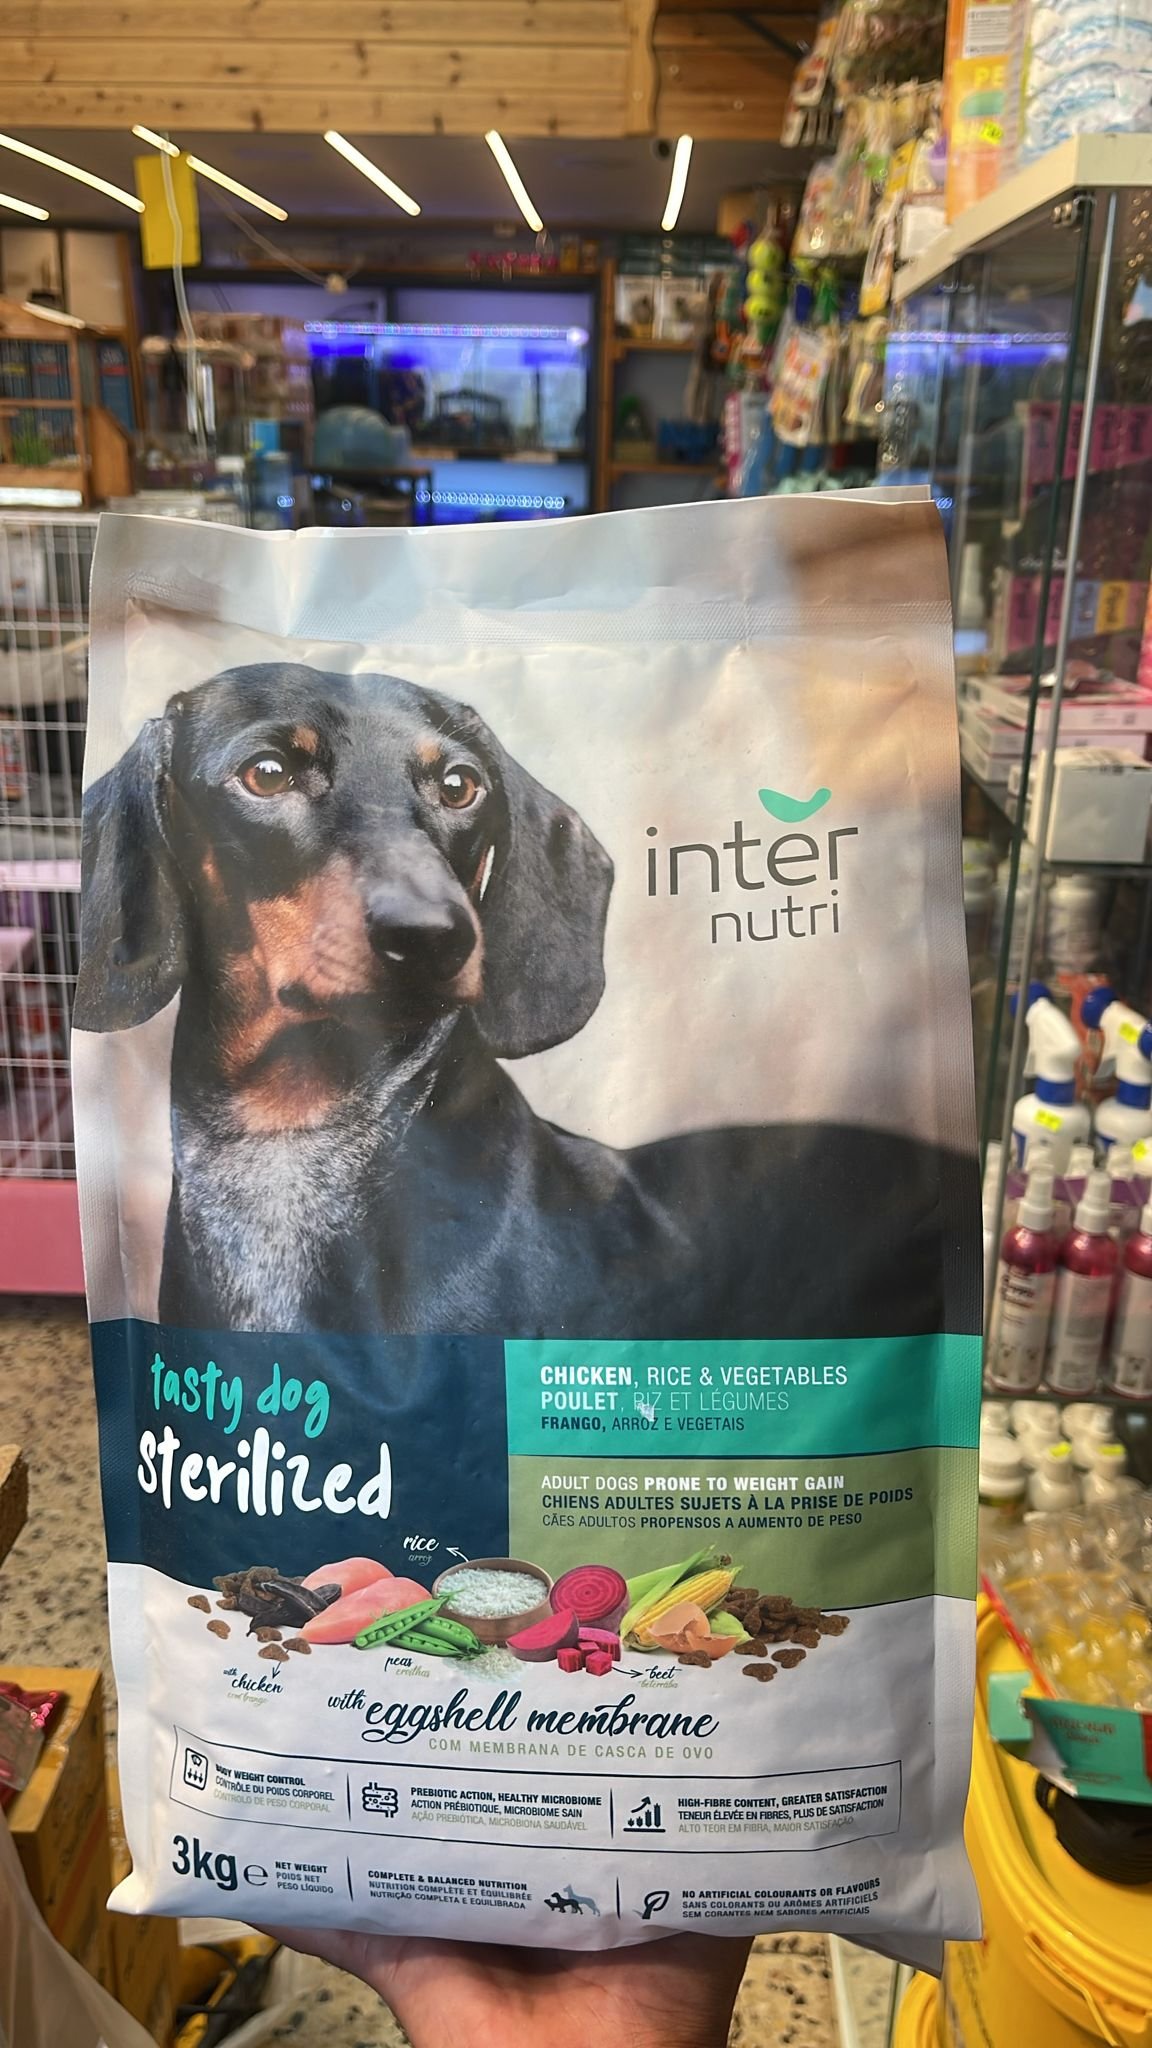 inter
nutri
tasty dog
sterilized
CHICKEN, RICE & VEGETABLES
POULET, RIZ ET LÉGUMES
FRANGO, ARROZ E VEGETAIS
ADULT DOGS PRONE TO WEIGHT GAIN
CHIENS ADULTES SUJETS À LA PRISE DE POIDS
CÃES ADULTOS PROPENSOS A AUMENTO DE PESO
rice
arroz
with
chicken
com frango
peas
ervilhas
beet
beterraba
with eggshell membrane
COM MEMBRANA DE CASCA DE OVO
BODY WEIGHT CONTROL
CONTRÔLE DU POIDS CORPOREL
CONTROLO DE PESO CORPORAL
PREBIOTIC ACTION, HEALTHY MICROBIOME
ACTION PRÉBIOTIQUE, MICROBIOME SAIN
AÇÃO PREBIÓTICA, MICROBIONA SAUDÁVEL
HIGH-FIBRE CONTENT, GREATER SATISFACTION
TENEUR ÉLEVÉE EN FIBRES, PLUS DE SATISFACTION
ALTO TEOR EM FIBRA, MAIOR SATISFAÇÃO
3kg ℮
NET WEIGHT
POIDS NET
PESO LÍQUIDO
COMPLETE & BALANCED NUTRITION
NUTRITION COMPLÈTE ET ÉQUILIBRÉE
NUTRIÇÃO COMPLETA E EQUILIBRADA
NO ARTIFICIAL COLOURANTS OR FLAVOURS
SANS COLORANTS OU ARÔMES ARTIFICIELS
SEM CORANTES NEM SABORES ARTIFICIAIS